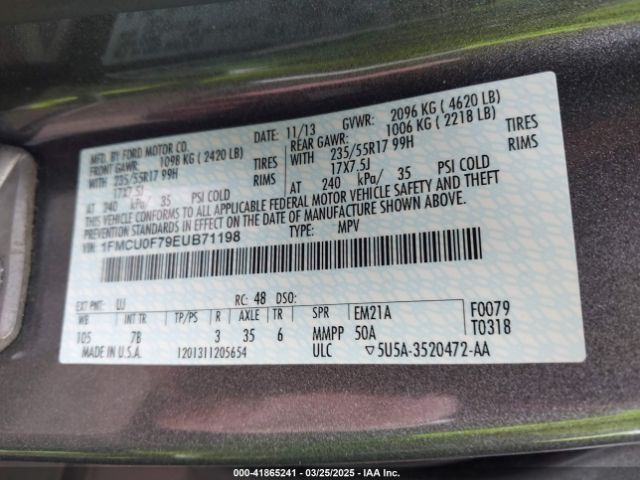 MFD. BY FORD MOTOR CO.
DATE: 11/13 GVWR: 2096 KG ( 4620 LB)
FRONT GAWR: 1098 KG ( 2420 LB)
REAR GAWR: 1006 KG ( 2218 LB)
WITH 235/55R17 99H TIRES
WITH 235/55R17 99H TIRES
17X7.5J RIMS
17X7.5J RIMS
AT 240 kPa/ 35 PSI COLD
AT 240 kPa/ 35 PSI COLD
THIS VEHICLE CONFORMS TO ALL APPLICABLE FEDERAL MOTOR VEHICLE SAFETY AND THEFT
PREVENTION STANDARDS IN EFFECT ON THE DATE OF MANUFACTURE SHOWN ABOVE.
VIN: 1FMCU0F79EUB71198
TYPE: MPV
EXT PNT: UJ RC: 48 DSO:
WB INT TR TP/PS R AXLE TR SPR EM21A F0079
105 7B 3 35 6 MMPP 50A T0318
MADE IN U.S.A. 1201311205654 ULC 5U5A-3520472-AA
000-41865241 | 03/25/2025 | IAA Inc.